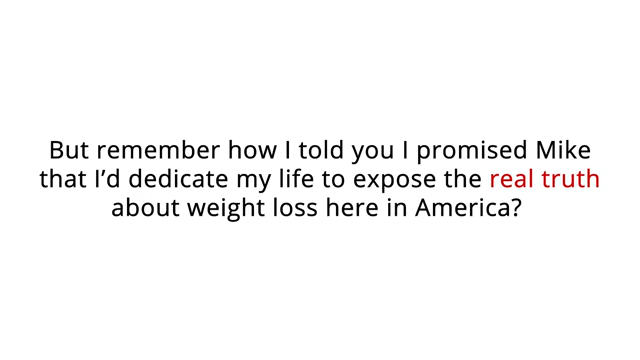 But remember how I told you I promised Mike
that I’d dedicate my life to expose the real truth
about weight loss here in America?